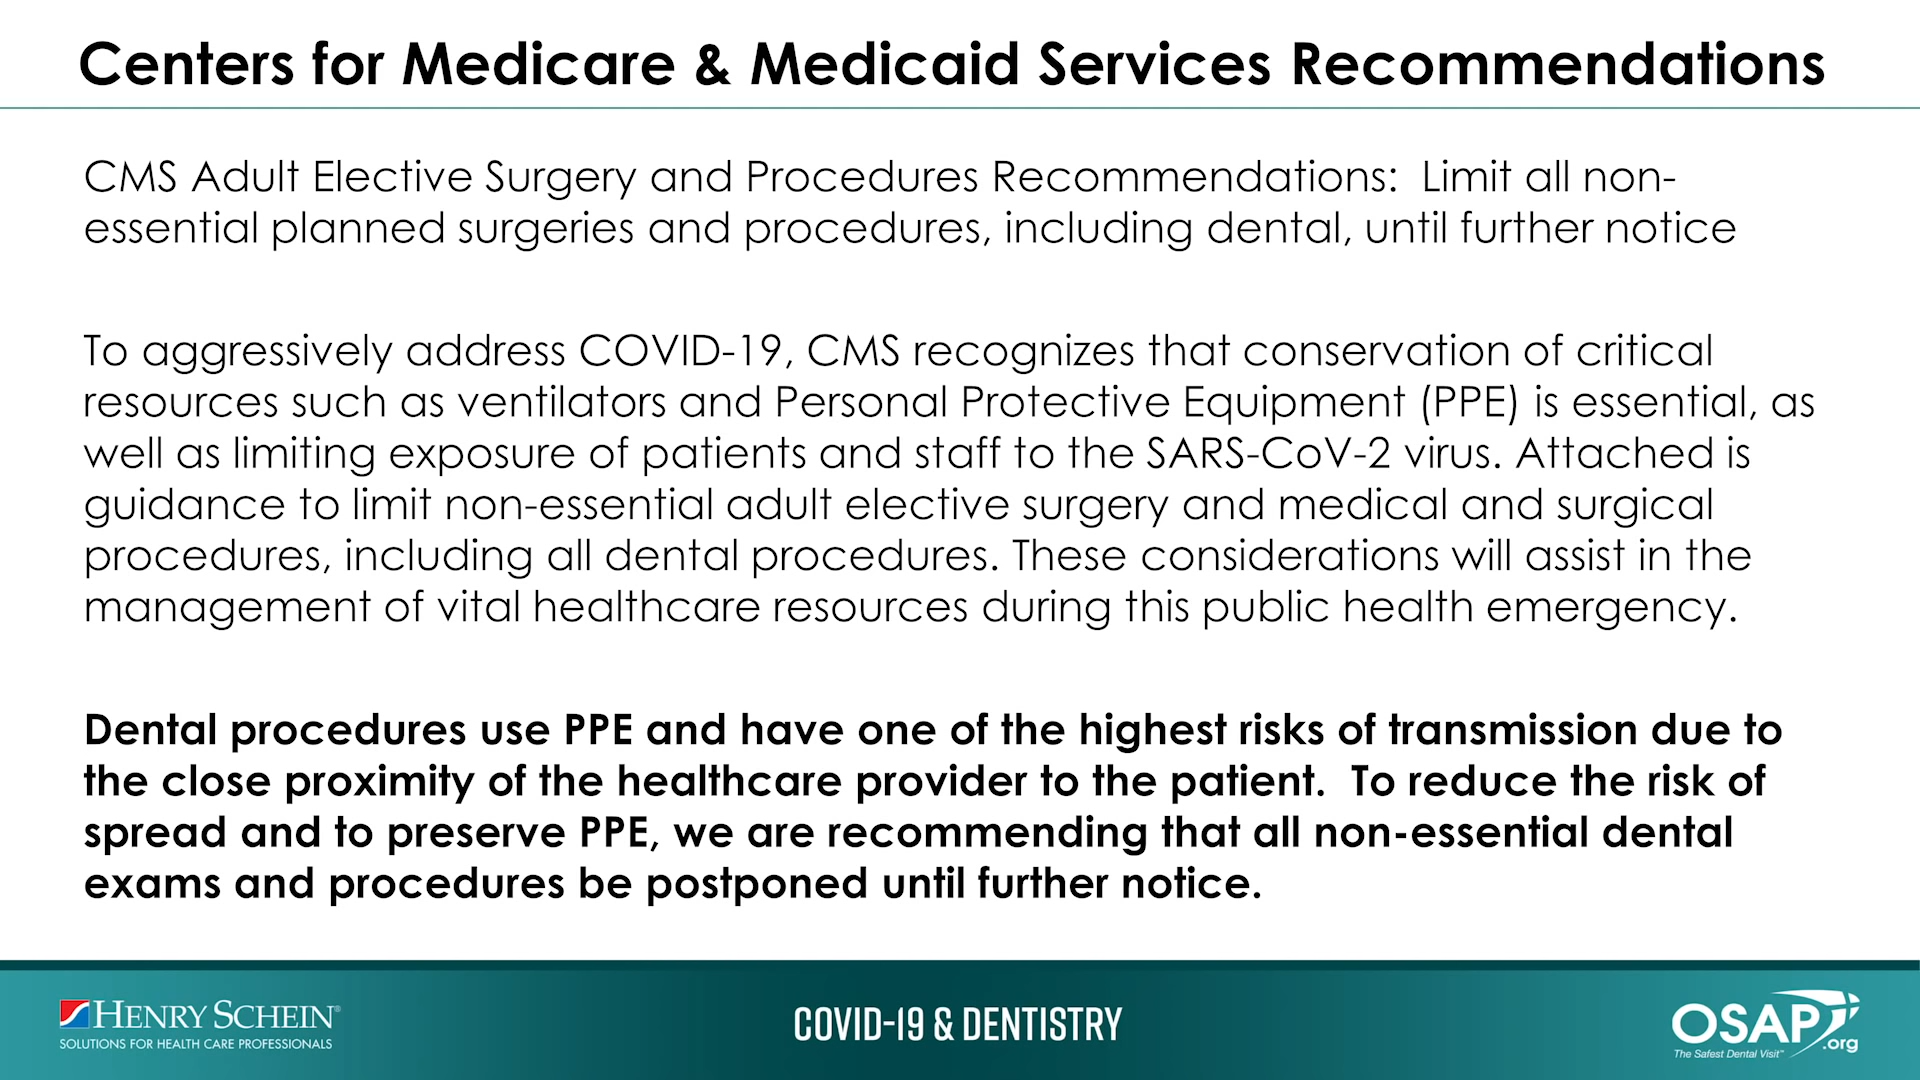 Centers for Medicare & Medicaid Services Recommendations
CMS Adult Elective Surgery and Procedures Recommendations:  Limit all non-
essential planned surgeries and procedures, including dental, until further notice
To aggressively address COVID-19, CMS recognizes that conservation of critical
resources such as ventilators and Personal Protective Equipment (PPE) is essential, as
well as limiting exposure of patients and staff to the SARS-CoV-2 virus. Attached is
guidance to limit non-essential adult elective surgery and medical and surgical
procedures, including all dental procedures. These considerations will assist in the
management of vital healthcare resources during this public health emergency.
Dental procedures use PPE and have one of the highest risks of transmission due to
the close proximity of the healthcare provider to the patient.  To reduce the risk of
spread and to preserve PPE, we are recommending that all non-essential dental
exams and procedures be postponed until further notice.
HENRY SCHEIN®
SOLUTIONS FOR HEALTH CARE PROFESSIONALS
COVID-19 & DENTISTRY
OSAP
.org
The Safest Dental Visit™